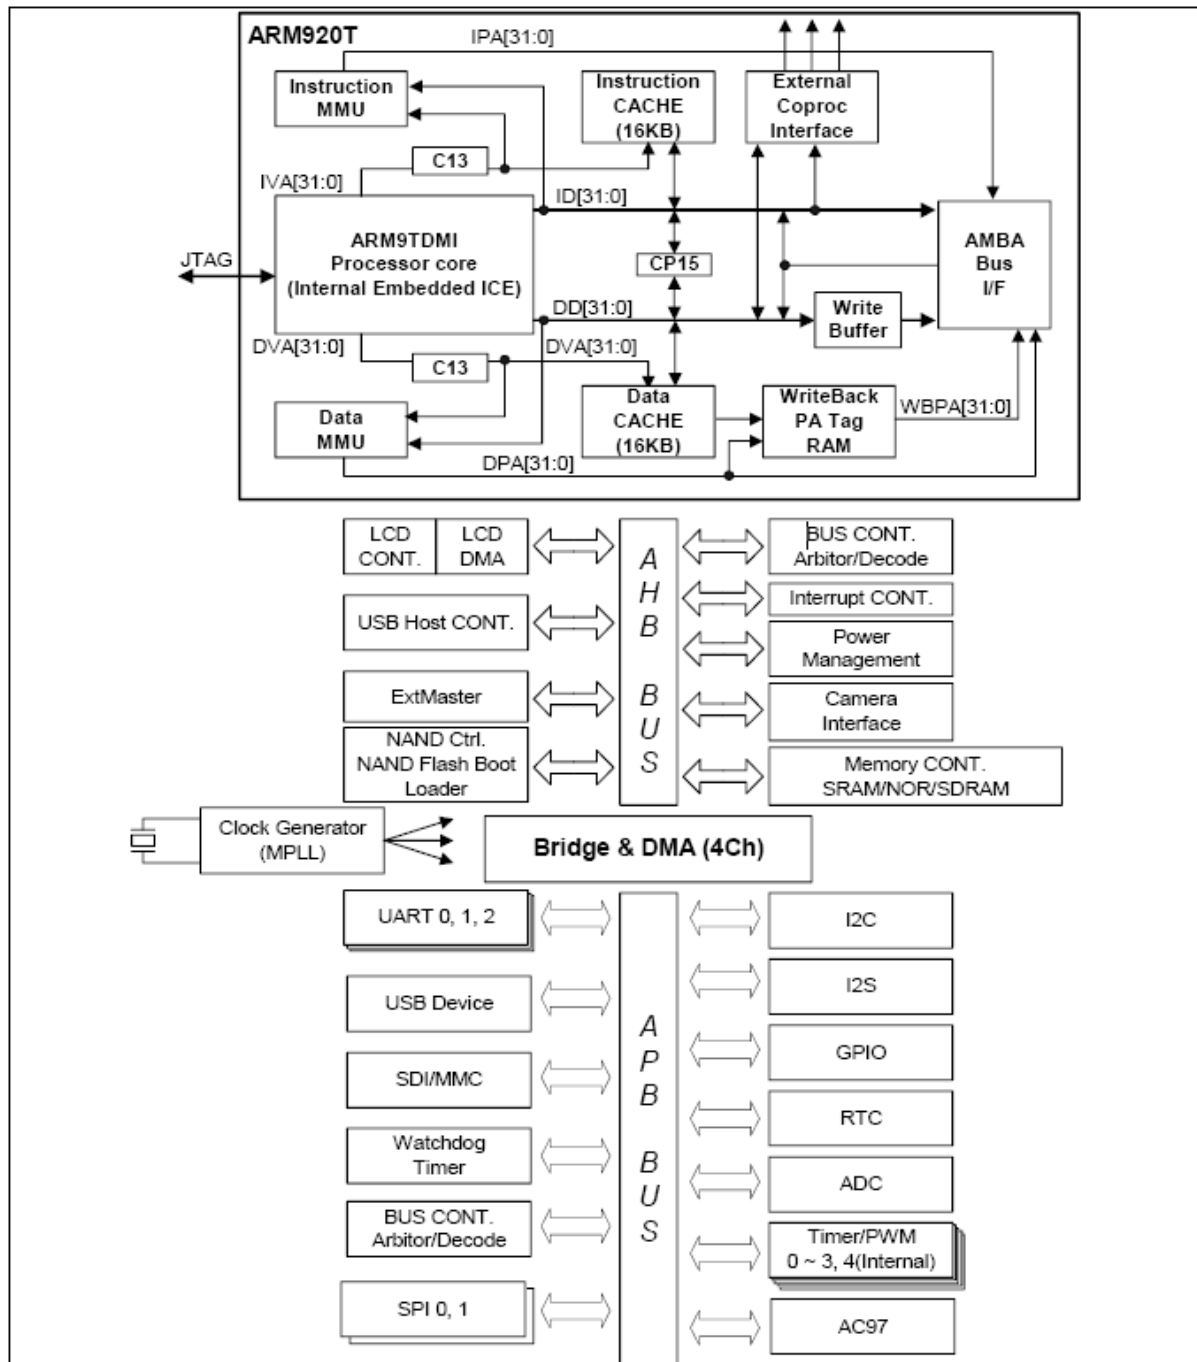 ARM920T
IPA[31:0]
Instruction
MMU
Instruction
CACHE
(16KB)
External
Coproc
Interface
C13
IVA[31:0]
ID[31:0]
ARM9TDMI
Processor core
(Internal Embedded ICE)
JTAG
CP15
AMBA
Bus
I/F
DD[31:0]
Write
Buffer
DVA[31:0]
C13
DVA[31:0]
Data
MMU
Data
CACHE
(16KB)
WriteBack
PA Tag
RAM
WBPA[31:0]
DPA[31:0]
LCD
CONT.
LCD
DMA
USB Host CONT.
ExtMaster
NAND Ctrl.
NAND Flash Boot
Loader
AHB BUS
BUS CONT.
Arbitor/Decode
Interrupt CONT.
Power
Management
Camera
Interface
Memory CONT.
SRAM/NOR/SDRAM
Clock Generator
(MPLL)
Bridge & DMA (4Ch)
UART 0, 1, 2
USB Device
SDI/MMC
Watchdog
Timer
BUS CONT.
Arbitor/Decode
SPI 0, 1
APB BUS
I2C
I2S
GPIO
RTC
ADC
Timer/PWM
0 ~ 3, 4(Internal)
AC97